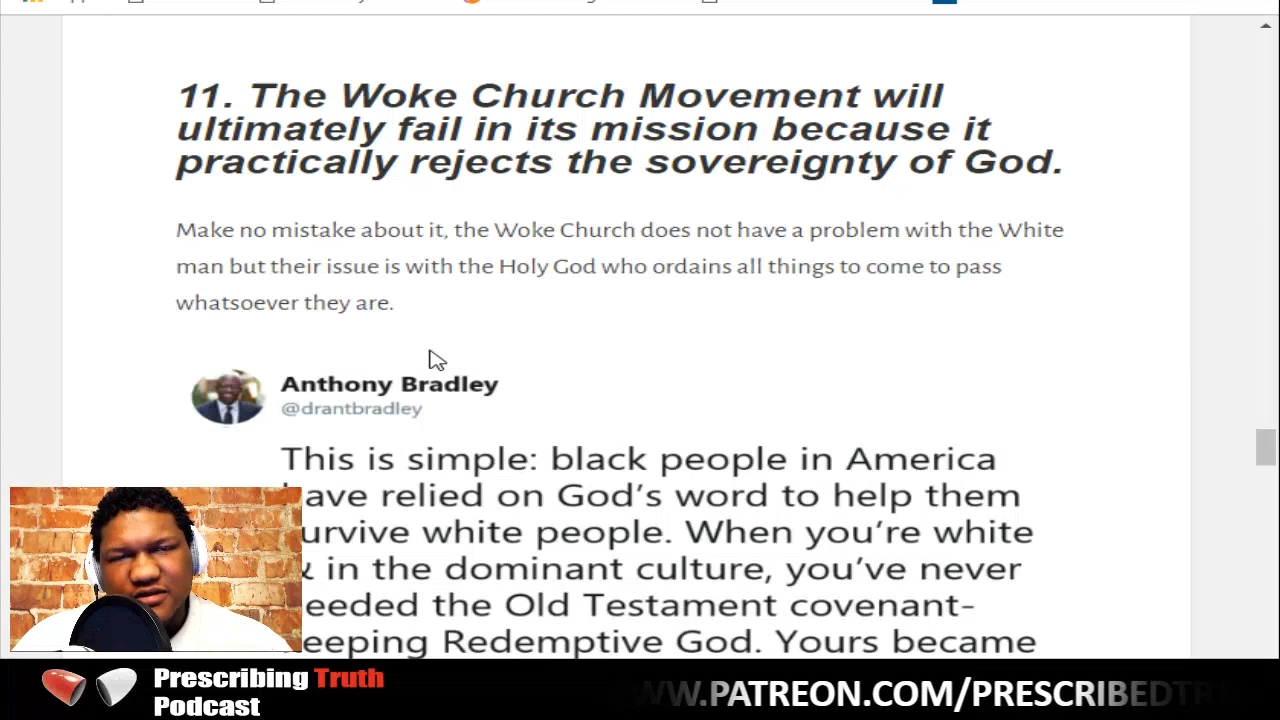 11. The Woke Church Movement will
ultimately fail in its mission because it
practically rejects the sovereignty of God.
Make no mistake about it, the Woke Church does not have a problem with the White
man but their issue is with the Holy God who ordains all things to come to pass
whatsoever they are.
Anthony Bradley
@drantbradley
This is simple: black people in America
have relied on God's word to help them
urvive white people. When you're white
& in the dominant culture, you've never
eeded the Old Testament covenant-
eeping Redemptive God. Yours became
Prescribing Truth
Podcast
WW.PATREON.COM/PRESCRIBEDTR